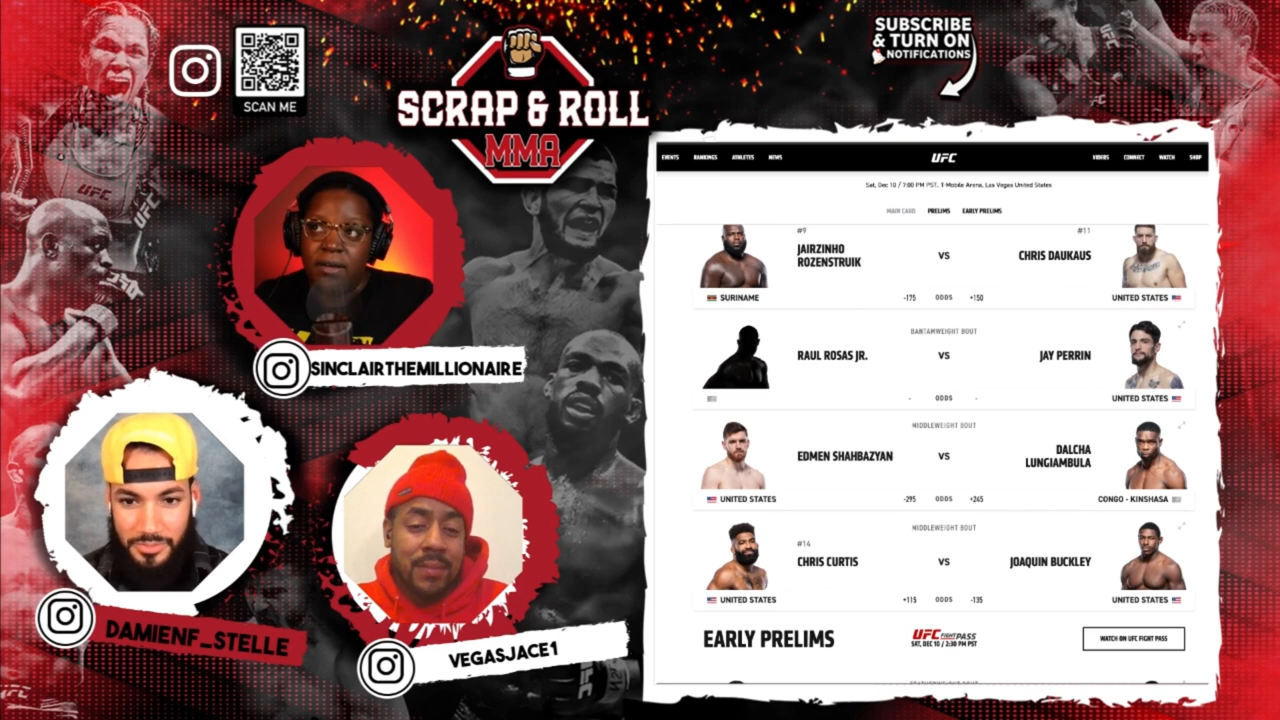 SCAN ME
SCRAP & ROLL
MMA
SUBSCRIBE
& TURN ON
NOTIFICATIONS
SINCLAIRTHEMILLIONAIRE
DAMIENF_STELLE
VEGASJACE1
EVENTS RANKINGS ATHLETES NEWS UFC VIDEOS CONNECT WATCH SHOP
Sat, Dec 10 / 7:00 PM PST, T-Mobile Arena, Las Vegas United States
MAIN CARD PRELIMS EARLY PRELIMS
#9 #11
JAIRZINHO
ROZENSTRUIK VS CHRIS DAUKAUS
SURINAME -175 ODDS +150 UNITED STATES
BANTAMWEIGHT BOUT
RAUL ROSAS JR. VS JAY PERRIN
- ODDS - UNITED STATES
MIDDLEWEIGHT BOUT
EDMEN SHAHBAZYAN VS DALCHA
LUNGIAMBULA
UNITED STATES -295 ODDS +245 CONGO - KINSHASA
MIDDLEWEIGHT BOUT
#14
CHRIS CURTIS VS JOAQUIN BUCKLEY
UNITED STATES +115 ODDS -135 UNITED STATES
EARLY PRELIMS UFC FIGHT PASS
SAT, DEC 10 / 2:30 PM PST
WATCH ON UFC FIGHT PASS
UFC
UFC
UFC